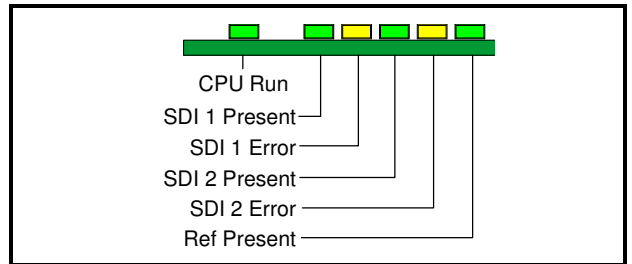 CPU Run
SDI 1 Present
SDI 1 Error
SDI 2 Present
SDI 2 Error
Ref Present